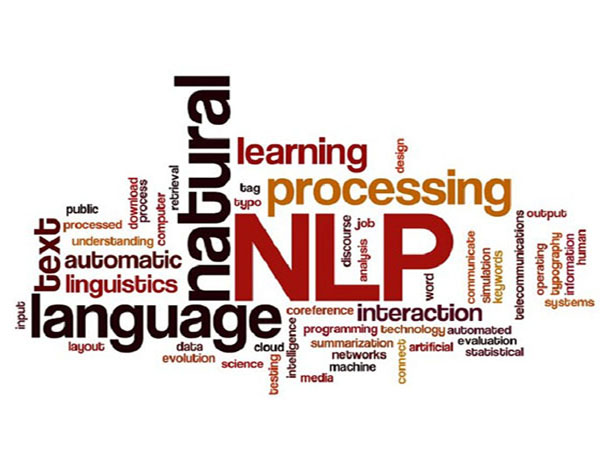 natural
learning
design
processing
tag
typo
NLP
retrieval
download
process
computer
public
processed
understanding
text
automatic
linguistics
language
input
layout
data
evolution
science
cloud
testing
intelligence
media
coreference
interaction
programming
technology
automated
summarization
networks
machine
connect
artificial
evaluation
statistical
discourse
job
analysis
word
communicate
simulation
keywords
telecommunications
output
operating
typography
information
human
systems